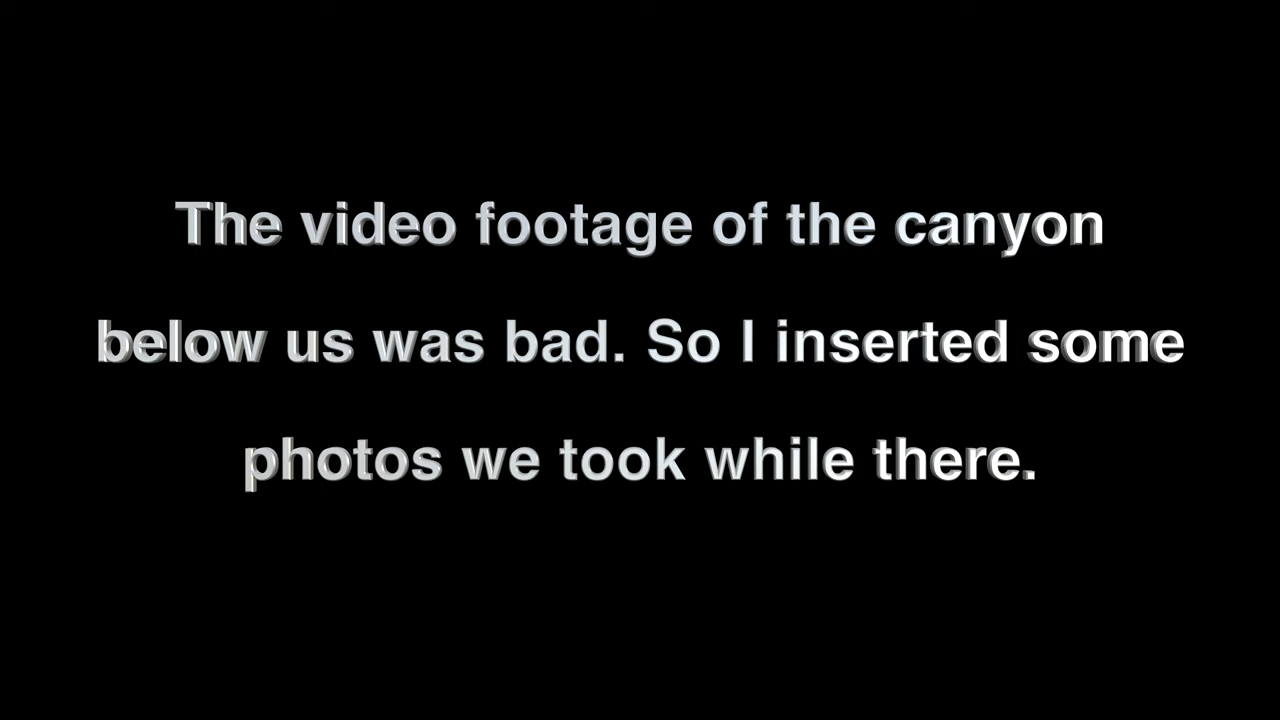 The video footage of the canyon
below us was bad. So I inserted some
photos we took while there.